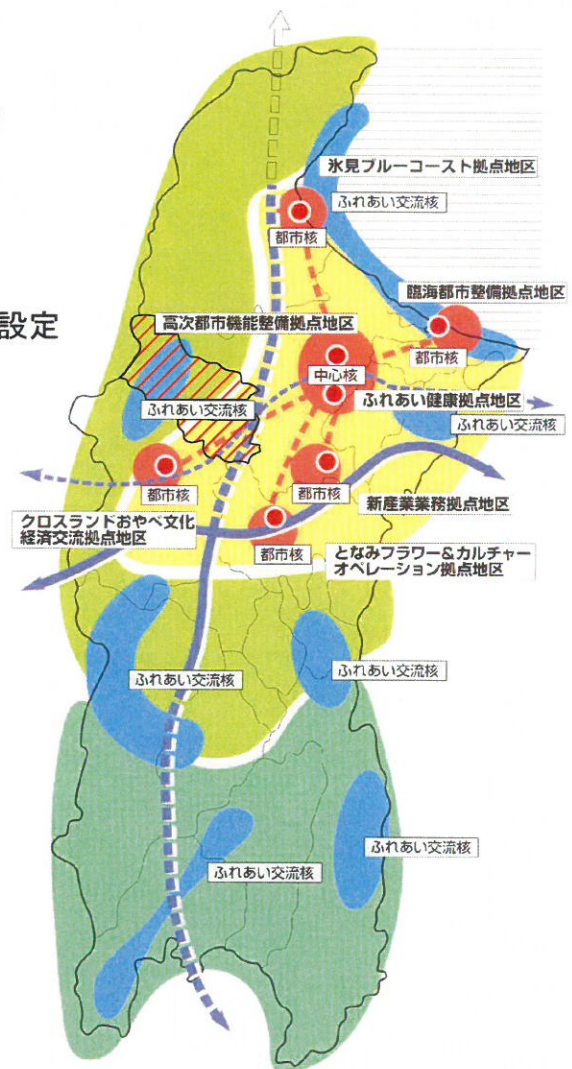 氷見ブルーコースト拠点地区
ふれあい交流核
都市核
臨海都市整備拠点地区
都市核
設定
高次都市機能整備拠点地区
中心核
ふれあい交流核
ふれあい健康拠点地区
ふれあい交流核
都市核
新産業業務拠点地区
都市核
クロスランドおやべ文化
経済交流拠点地区
都市核
となみフラワー&カルチャー
オペレーション拠点地区
ふれあい交流核
ふれあい交流核
ふれあい交流核
ふれあい交流核